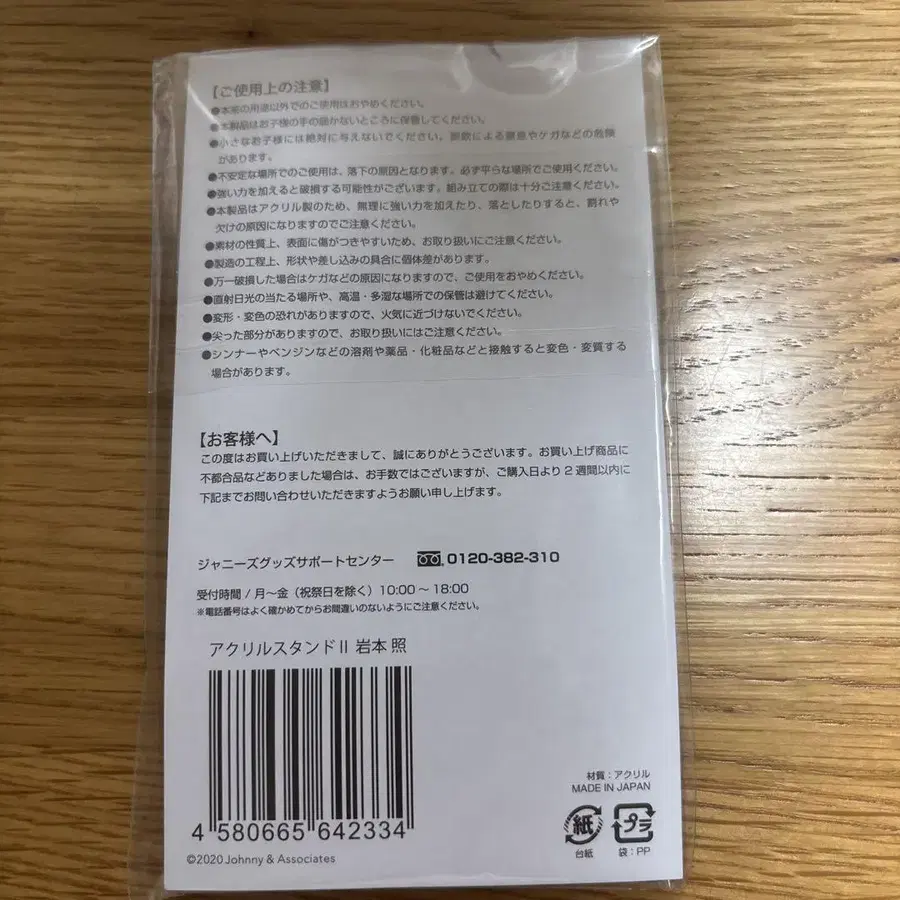 【ご使用上の注意】
●本来の用途以外でのご使用はおやめください。
●本製品はお子様の手の届かないところに保管してください。
●小さなお子様には絶対に与えないでください。誤飲による窒息やケガなどの危険
があります。
●不安定な場所でのご使用は、落下の原因となります。必ず平らな場所でご使用ください。
●強い力を加えると破損する可能性がございます。組み立ての際は十分ご注意ください。
●本製品はアクリル製のため、無理に強い力を加えたり、落としたりすると、割れや
欠けの原因になりますのでご注意ください。
●素材の性質上、表面に傷がつきやすいため、お取り扱いにご注意ください。
●製造の工程上、形状や差し込みの具合に個体差があります。
●万一破損した場合はケガなどの原因になりますので、ご使用をおやめください。
●直射日光の当たる場所や、高温・多湿な場所での保管は避けてください。
●変形・変色の恐れがありますので、火気に近づけないでください。
●尖った部分がありますので、お取り扱いにはご注意ください。
●シンナーやベンジンなどの溶剤や薬品・化粧品などと接触すると変色・変質する
場合があります。
【お客様へ】
この度はお買い上げいただきまして、誠にありがとうございます。お買い上げ商品に
不都合品などありました場合は、お手数ではございますが、ご購入日より2週間以内に
下記までお問い合わせいただきますようお願い申し上げます。
ジャニーズグッズサポートセンター 0120-382-310
受付時間 / 月〜金（祝祭日を除く）10:00 〜 18:00
※電話番号はよく確かめてからお間違いのないようにご注意ください。
アクリルスタンドⅡ 岩本 照
4 580665 642334
©2020 Johnny & Associates
材質：アクリル
MADE IN JAPAN
紙 プラ
台紙 袋：PP